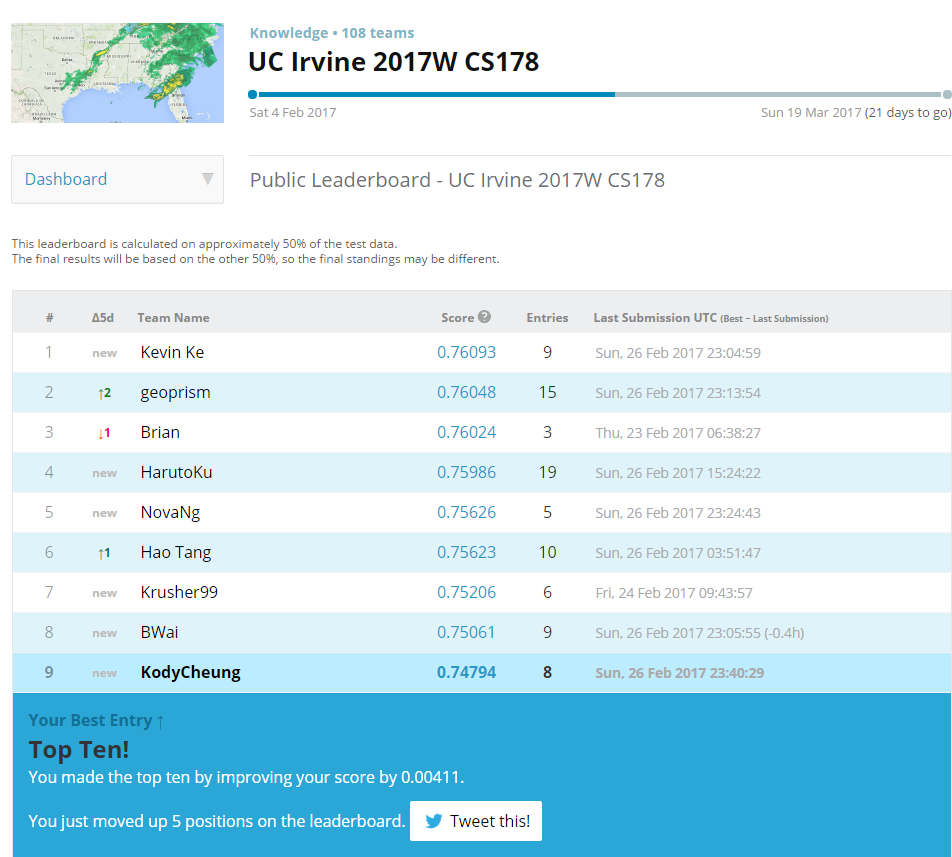 Knowledge • 108 teams
UC Irvine 2017W CS178
Sat 4 Feb 2017 Sun 19 Mar 2017 (21 days to go)
Dashboard ▼
Public Leaderboard - UC Irvine 2017W CS178
This leaderboard is calculated on approximately 50% of the test data.
The final results will be based on the other 50%, so the final standings may be different.
# Δ5d Team Name Score ? Entries Last Submission UTC (Best − Last Submission)
1 new Kevin Ke 0.76093 9 Sun, 26 Feb 2017 23:04:59
2 ↑2 geoprism 0.76048 15 Sun, 26 Feb 2017 23:13:54
3 ↓1 Brian 0.76024 3 Thu, 23 Feb 2017 06:38:27
4 new HarutoKu 0.75986 19 Sun, 26 Feb 2017 15:24:22
5 new NovaNg 0.75626 5 Sun, 26 Feb 2017 23:24:43
6 ↑1 Hao Tang 0.75623 10 Sun, 26 Feb 2017 03:51:47
7 new Krusher99 0.75206 6 Fri, 24 Feb 2017 09:43:57
8 new BWai 0.75061 9 Sun, 26 Feb 2017 23:05:55 (-0.4h)
9 new KodyCheung 0.74794 8 Sun, 26 Feb 2017 23:40:29
Your Best Entry ↑
Top Ten!
You made the top ten by improving your score by 0.00411.
You just moved up 5 positions on the leaderboard. Tweet this!